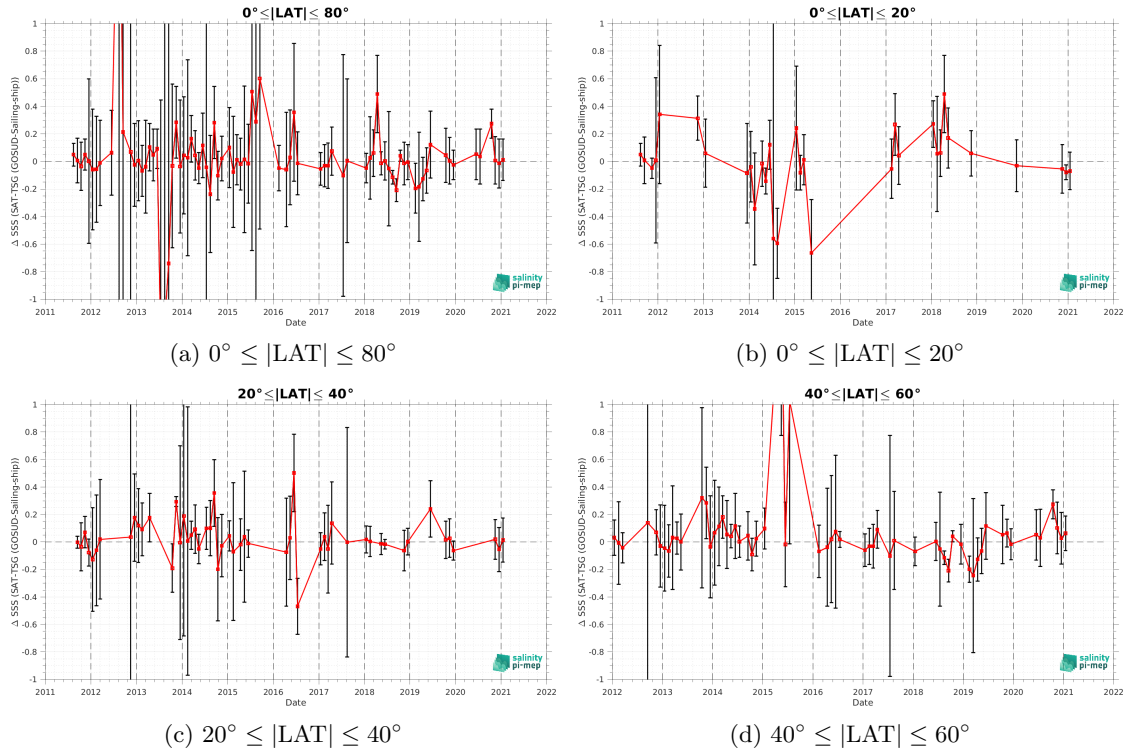 0°≤|LAT|≤ 80°
Δ SSS (SAT-TSG (GOSUD-Sailing-ship))
1
0.8
0.6
0.4
0.2
0
-0.2
-0.4
-0.6
-0.8
-1
2011 2012 2013 2014 2015 2016 2017 2018 2019 2020 2021 2022
Date
salinity
pi-mep
(a) 0° ≤ |LAT| ≤ 80°
0°≤|LAT|≤ 20°
Δ SSS (SAT-TSG (GOSUD-Sailing-ship))
1
0.8
0.6
0.4
0.2
0
-0.2
-0.4
-0.6
-0.8
-1
2011 2012 2013 2014 2015 2016 2017 2018 2019 2020 2021 2022
Date
salinity
pi-mep
(b) 0° ≤ |LAT| ≤ 20°
20°≤|LAT|≤ 40°
Δ SSS (SAT-TSG (GOSUD-Sailing-ship))
1
0.8
0.6
0.4
0.2
0
-0.2
-0.4
-0.6
-0.8
-1
2011 2012 2013 2014 2015 2016 2017 2018 2019 2020 2021 2022
Date
salinity
pi-mep
(c) 20° ≤ |LAT| ≤ 40°
40°≤|LAT|≤ 60°
Δ SSS (SAT-TSG (GOSUD-Sailing-ship))
1
0.8
0.6
0.4
0.2
0
-0.2
-0.4
-0.6
-0.8
-1
2012 2013 2014 2015 2016 2017 2018 2019 2020 2021 2022
Date
salinity
pi-mep
(d) 40° ≤ |LAT| ≤ 60°